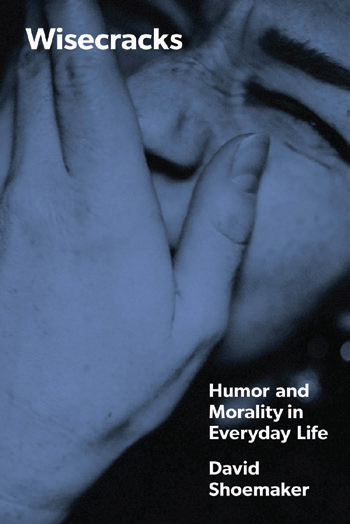 Wisecracks
Humor and
Morality in
Everyday Life
David
Shoemaker